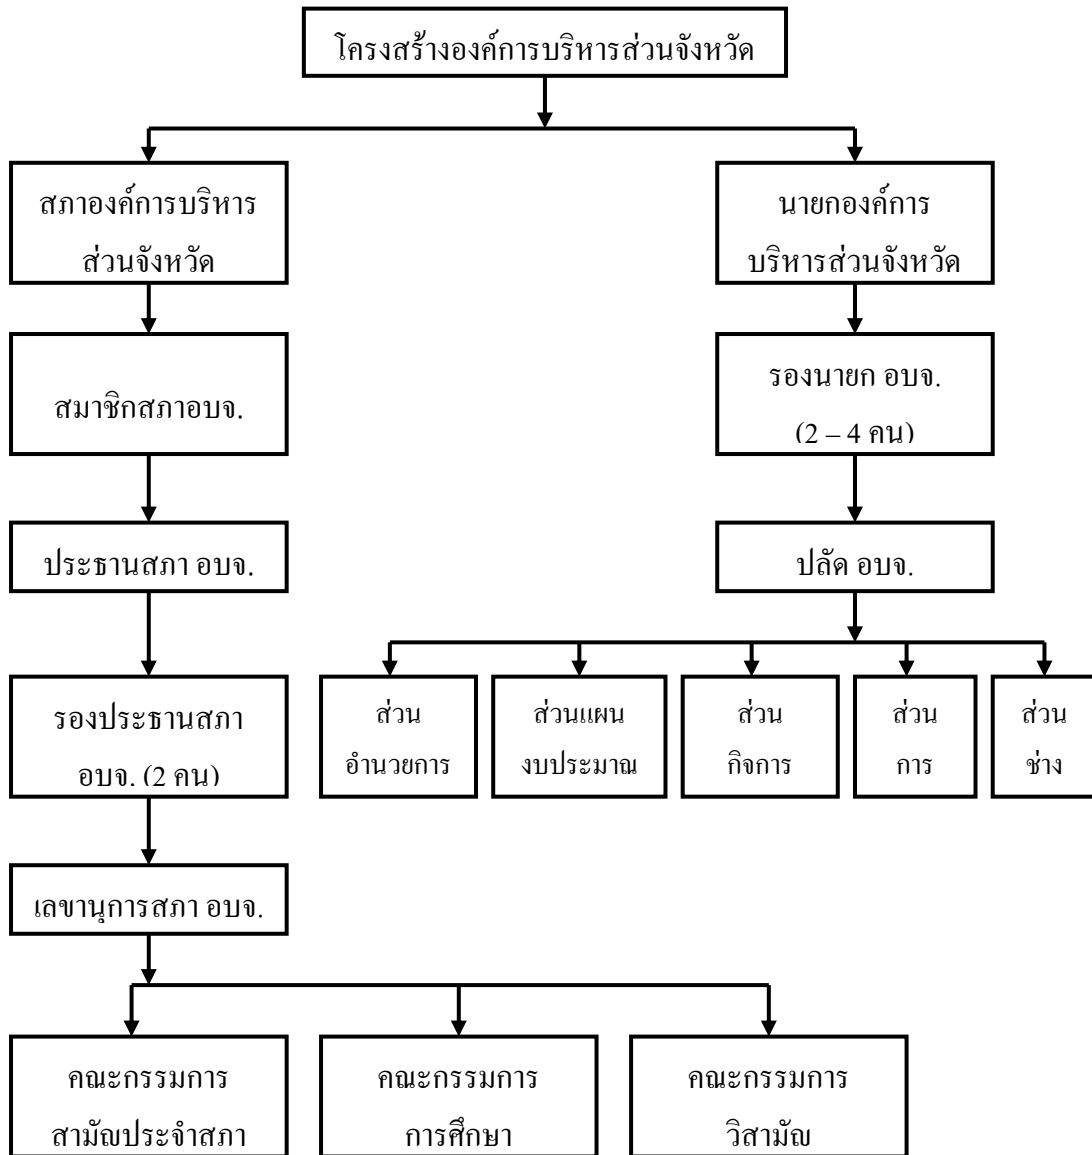 โครงสร้างองค์การบริหารส่วนจังหวัด
สภาองค์การบริหาร
ส่วนจังหวัด
นายกองค์การ
บริหารส่วนจังหวัด
สมาชิกสภาอบจ.
รองนายก อบจ.
(2 – 4 คน)
ประธานสภา อบจ.
ปลัด อบจ.
รองประธานสภา
อบจ. (2 คน)
ส่วน
อำนวยการ
ส่วนแผน
งบประมาณ
ส่วน
กิจการ
ส่วน
การ
ส่วน
ช่าง
เลขานุการสภา อบจ.
คณะกรรมการ
สามัญประจำสภา
คณะกรรมการ
การศึกษา
คณะกรรมการ
วิสามัญ